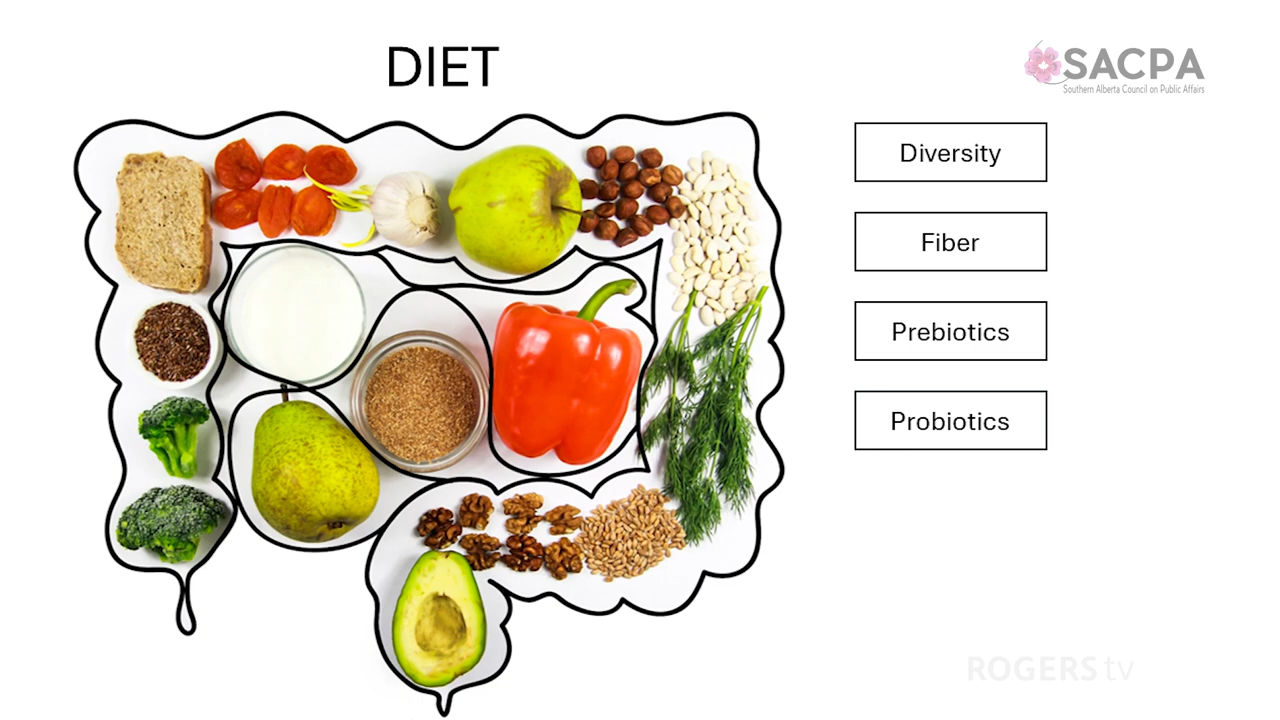 DIET
SACPA
Southern Alberta Council on Public Affairs
Diversity
Fiber
Prebiotics
Probiotics
ROGERS tv